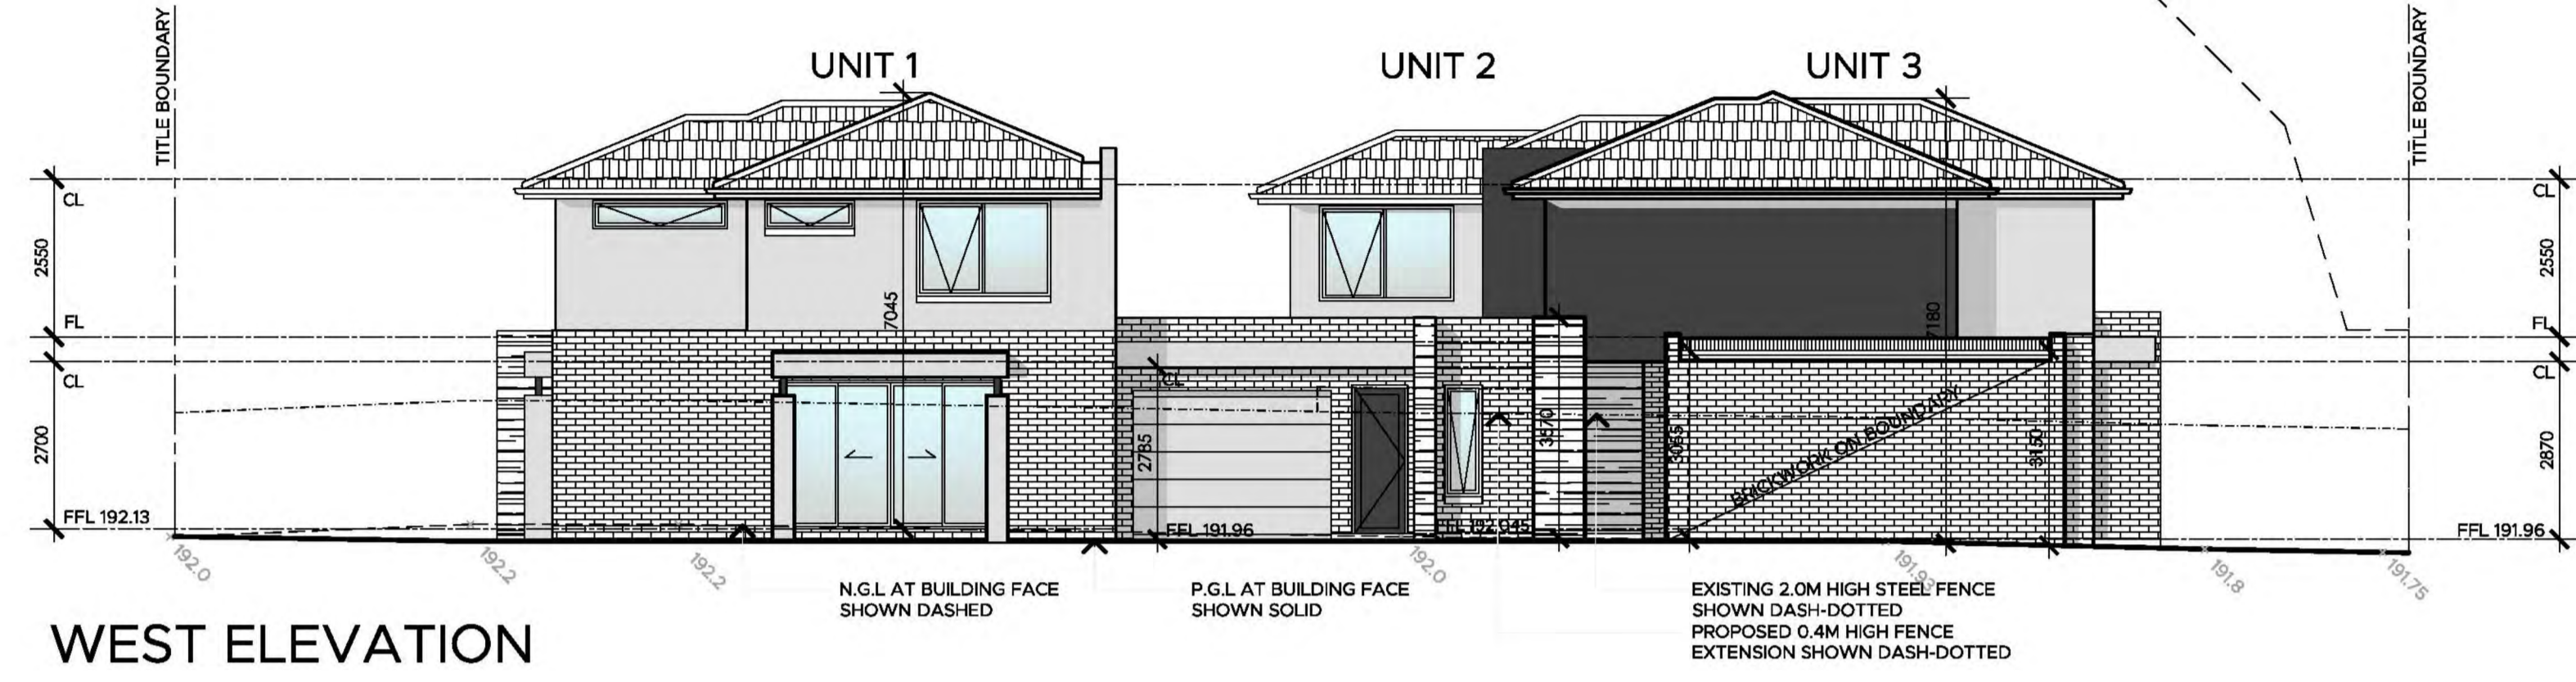 TITLE BOUNDARY
UNIT 1
UNIT 2
UNIT 3
TITLE BOUNDARY
CL
CL
2550
7045
7180
2550
FL
FL
CL
CL
CL
2700
2785
3570
BRICKWORK ON BOUNDARY
3150
2870
FFL 192.13
FFL 191.96
FFL 192.045
FFL 191.96
192.0
192.2
192.2
192.0
191.93
191.8
191.75
N.G.L AT BUILDING FACE
SHOWN DASHED
P.G.L AT BUILDING FACE
SHOWN SOLID
EXISTING 2.0M HIGH STEEL FENCE
SHOWN DASH-DOTTED
PROPOSED 0.4M HIGH FENCE
EXTENSION SHOWN DASH-DOTTED
WEST ELEVATION